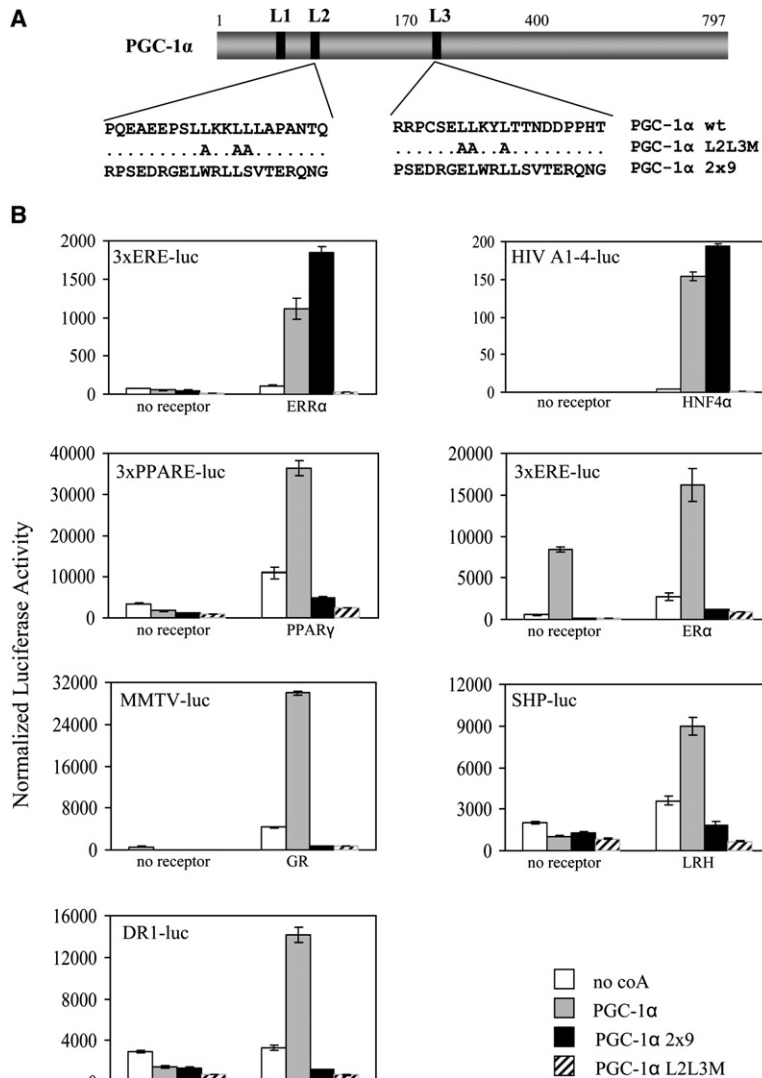 A
L1 L2 L3
1 170 400 797
PGC-1α
PQEAEEPSLLKKLLLAPANTQ RRPCSELLKYLTTNDDPPHT PGC-1α wt
.........A..AA....... ......AA..A......... PGC-1α L2L3M
RPSEDRGELWRLLSVTERQNG PSEDRGELWRLLSVTERQNG PGC-1α 2x9
B
Normalized Luciferase Activity
3xERE-luc
2000
1500
1000
500
0
no receptor ERRα
HIV A1-4-luc
200
150
100
50
0
no receptor HNF4α
3xPPARE-luc
40000
30000
20000
10000
0
no receptor PPARγ
3xERE-luc
20000
15000
10000
5000
0
no receptor ERα
MMTV-luc
32000
24000
16000
8000
0
no receptor GR
SHP-luc
12000
9000
6000
3000
0
no receptor LRH
DR1-luc
16000
12000
8000
4000
no coA
PGC-1α
PGC-1α 2x9
PGC-1α L2L3M